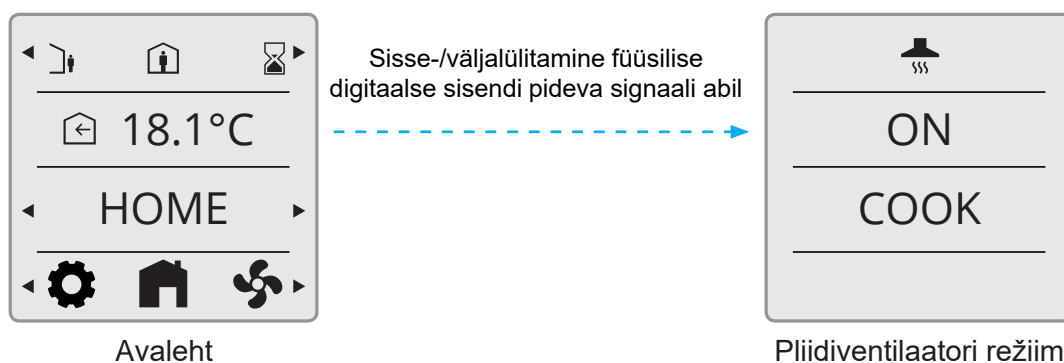 Sisse-/väljalülitamine füüsilise
digitaalse sisendi pideva signaali abil
18.1°C
HOME
ON
COOK
Avaleht
Pliidiventilaatori režiim